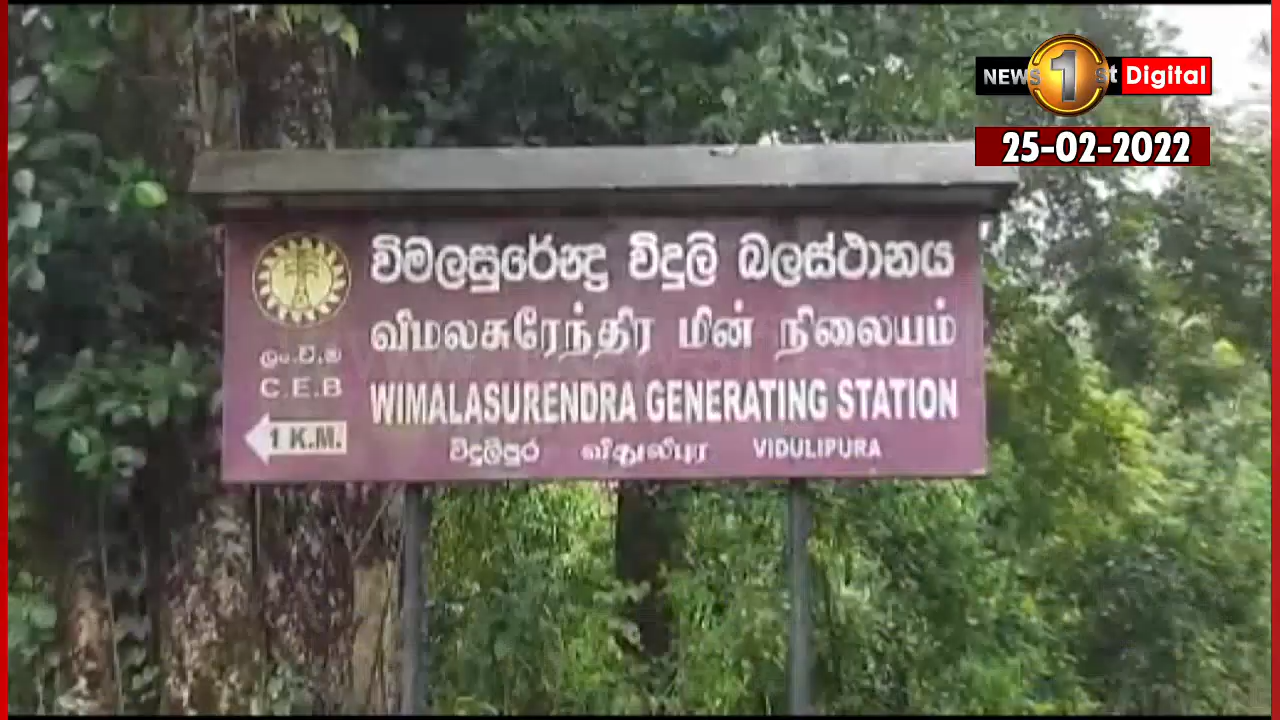 NEWS 1st Digital
25-02-2022
විමලසුරේන්ද්‍ර විදුලි බලස්ථානය
விமலசுரேந்திர மின் நிலையம்
WIMALASURENDRA GENERATING STATION
ලං.වි.ම
C.E.B
1 K.M.
විදුලිපුර விதுலிபுர VIDULIPURA